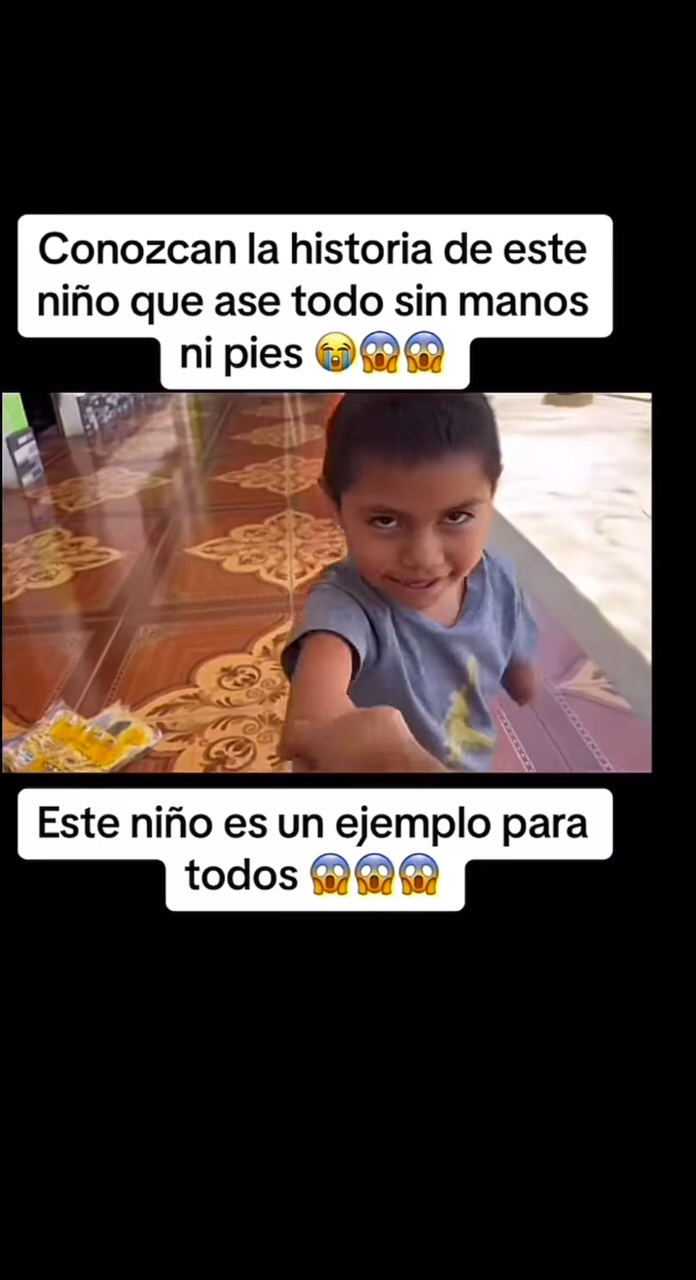 Conozcan la historia de este
niño que ase todo sin manos
ni pies 😭😱😱
Este niño es un ejemplo para
todos 😱😱😱